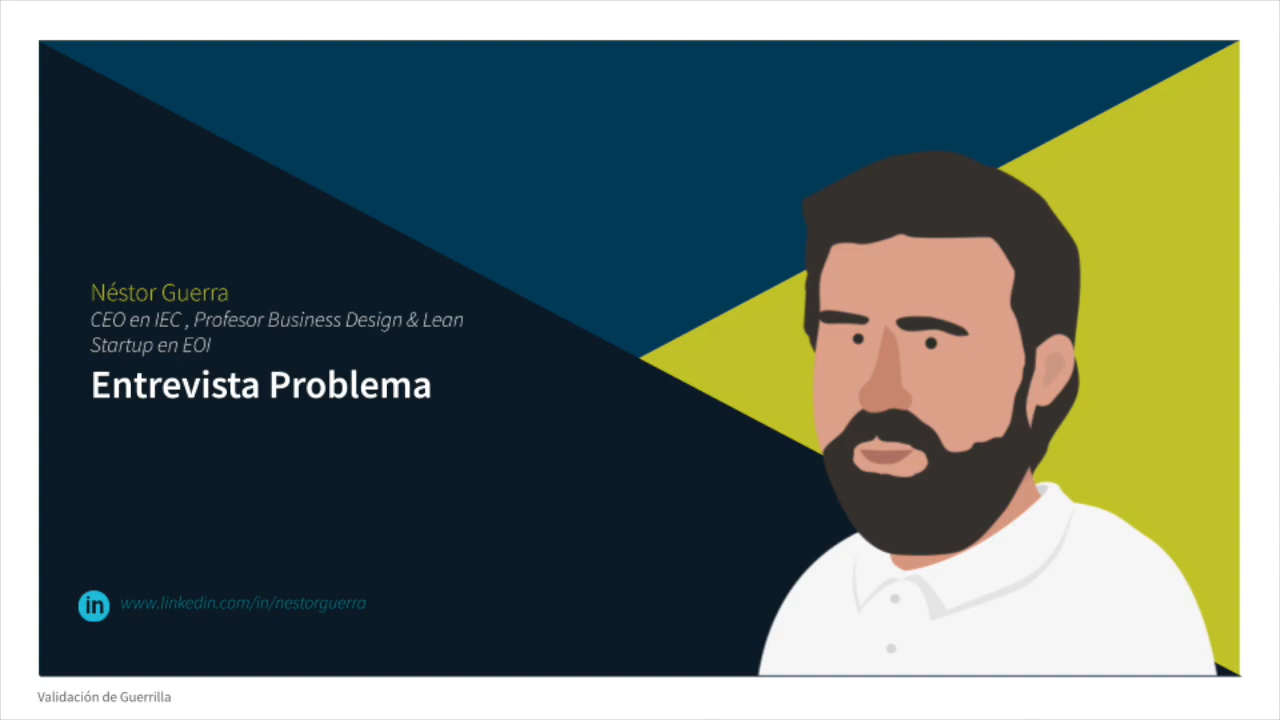 Néstor Guerra
CEO en IEC , Profesor Business Design & Lean
Startup en EOI
Entrevista Problema
in www.linkedin.com/in/nestorguerra
Validación de Guerrilla